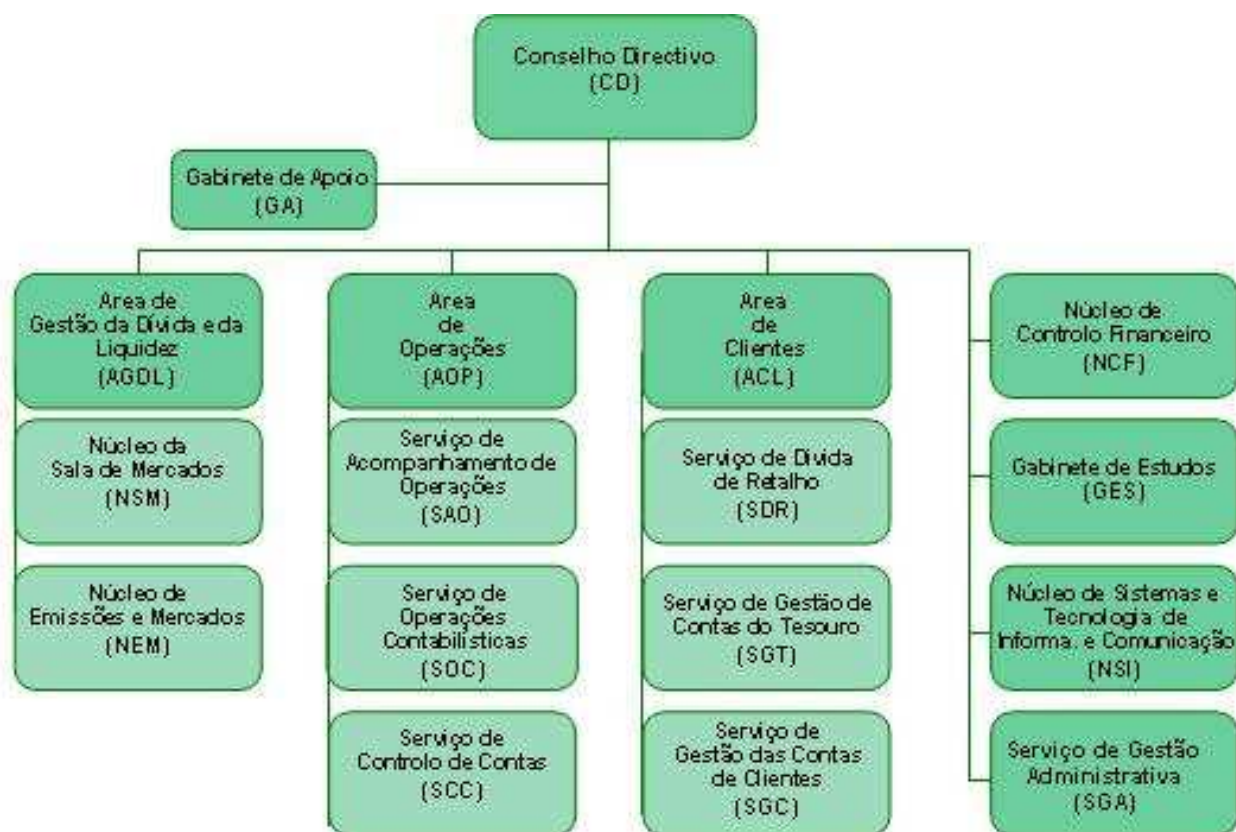 Conselho Directivo
(CD)
Gabinete de Apoio
(GA)
Area de
Gestão da Dívida e da
Liquidez
(AGDL)
Núcleo da
Sala de Mercados
(NSM)
Núcleo de
Emissões e Mercados
(NEM)
Area
de
Operações
(AOP)
Serviço de
Acompanhamento de
Operações
(SAO)
Serviço de
Operações
Contabilísticas
(SOC)
Serviço de
Controlo de Contas
(SCC)
Area
de
Clientes
(ACL)
Serviço de Divida
de Retalho
(SDR)
Serviço de Gestão de
Contas do Tesouro
(SGT)
Serviço de
Gestão das Contas
de Clientes
(SGC)
Núcleo de
Controlo Financeiro
(NCF)
Gabinete de Estudos
(GES)
Núcleo de Sistemas e
Tecnologia de
Informa. e Comunicação
(NSI)
Serviço de Gestão
Administrativa
(SGA)